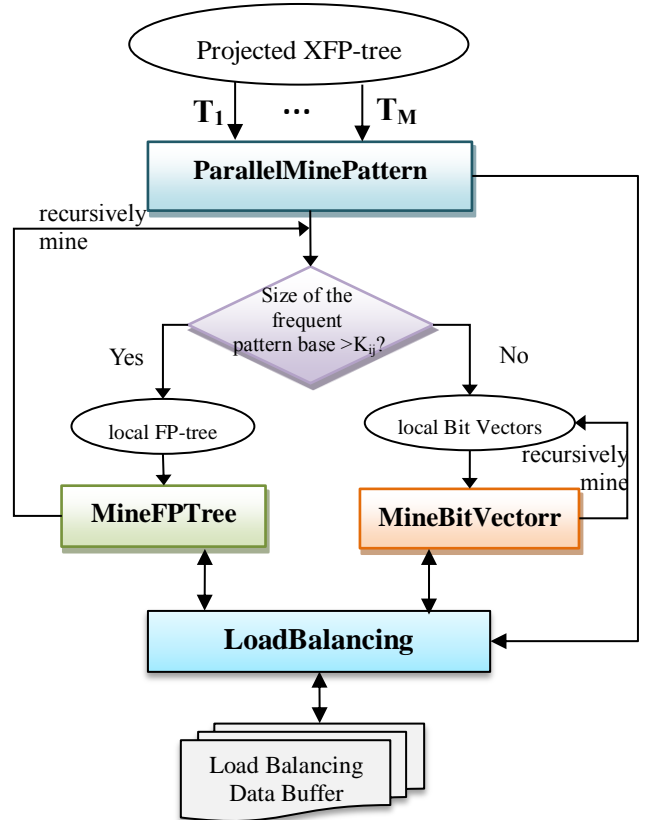 Projected XFP-tree
T1 ... TM
ParallelMinePattern
recursively
mine
Size of the
frequent
pattern base >Kij?
Yes
No
local FP-tree
local Bit Vectors
recursively
mine
MineFPTree
MineBitVectorr
LoadBalancing
Load Balancing
Data Buffer